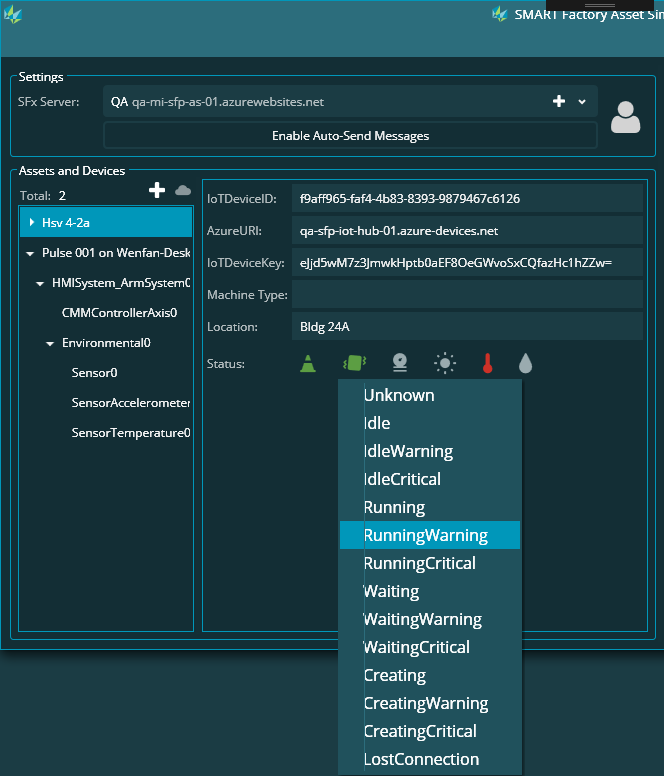 SMART Factory Asset Sim
Settings
SFx Server:
QA qa-mi-sfp-as-01.azurewebsites.net
Enable Auto-Send Messages
Assets and Devices
Total: 2
Hsv 4-2a
Pulse 001 on Wenfan-Desk
HMISystem_ArmSystem0
CMMControllerAxis0
Environmental0
Sensor0
SensorAccelerometer
SensorTemperature0
IoTDeviceID: f9aff965-faf4-4b83-8393-9879467c6126
AzureURI: qa-sfp-iot-hub-01.azure-devices.net
IoTDeviceKey: eJjd5wM7z3JmwkHptb0aEF8OeGWvoSxCQfazHc1hZZw=
Machine Type:
Location: Bldg 24A
Status:
Unknown
Idle
IdleWarning
IdleCritical
Running
RunningWarning
RunningCritical
Waiting
WaitingWarning
WaitingCritical
Creating
CreatingWarning
CreatingCritical
LostConnection